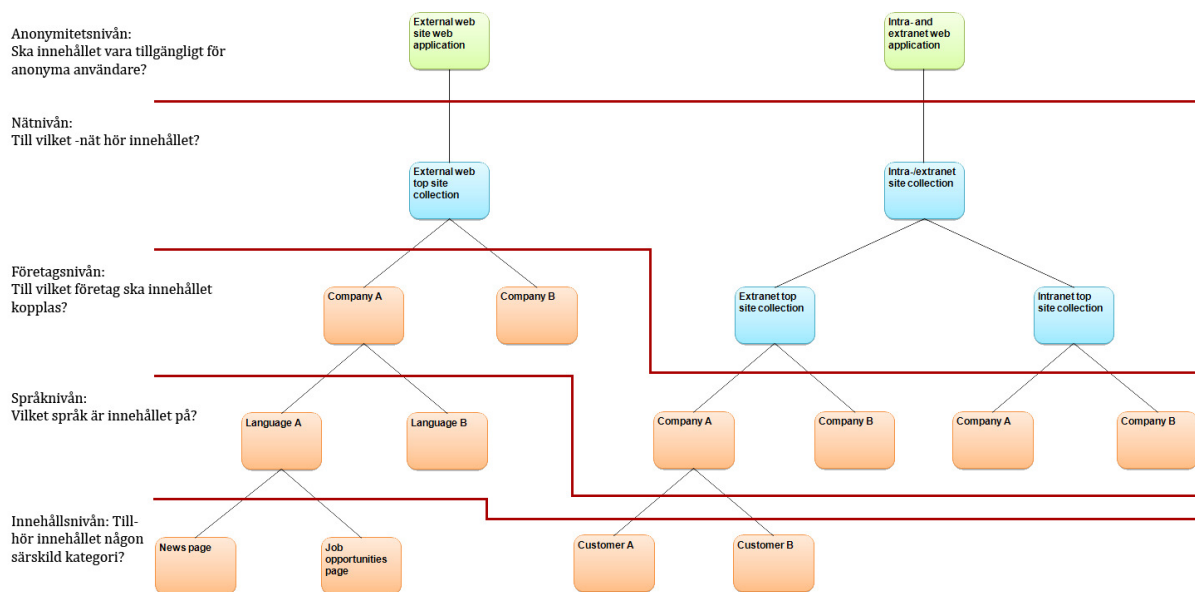 Anonymitetsnivån:
Ska innehållet vara tillgängligt för
anonyma användare?
External web
site web
application
Intra- and
extranet web
application
Nätnivån:
Till vilket -nät hör innehållet?
External web
top site
collection
Intra-/extranet
site collection
Företagsnivån:
Till vilket företag ska innehållet
kopplas?
Company A
Company B
Extranet top
site collection
Intranet top
site collection
Språknivån:
Vilket språk är innehållet på?
Language A
Language B
Company A
Company B
Company A
Company B
Innehållsnivån: Till-
hör innehållet någon
särskild kategori?
News page
Job
opportunities
page
Customer A
Customer B